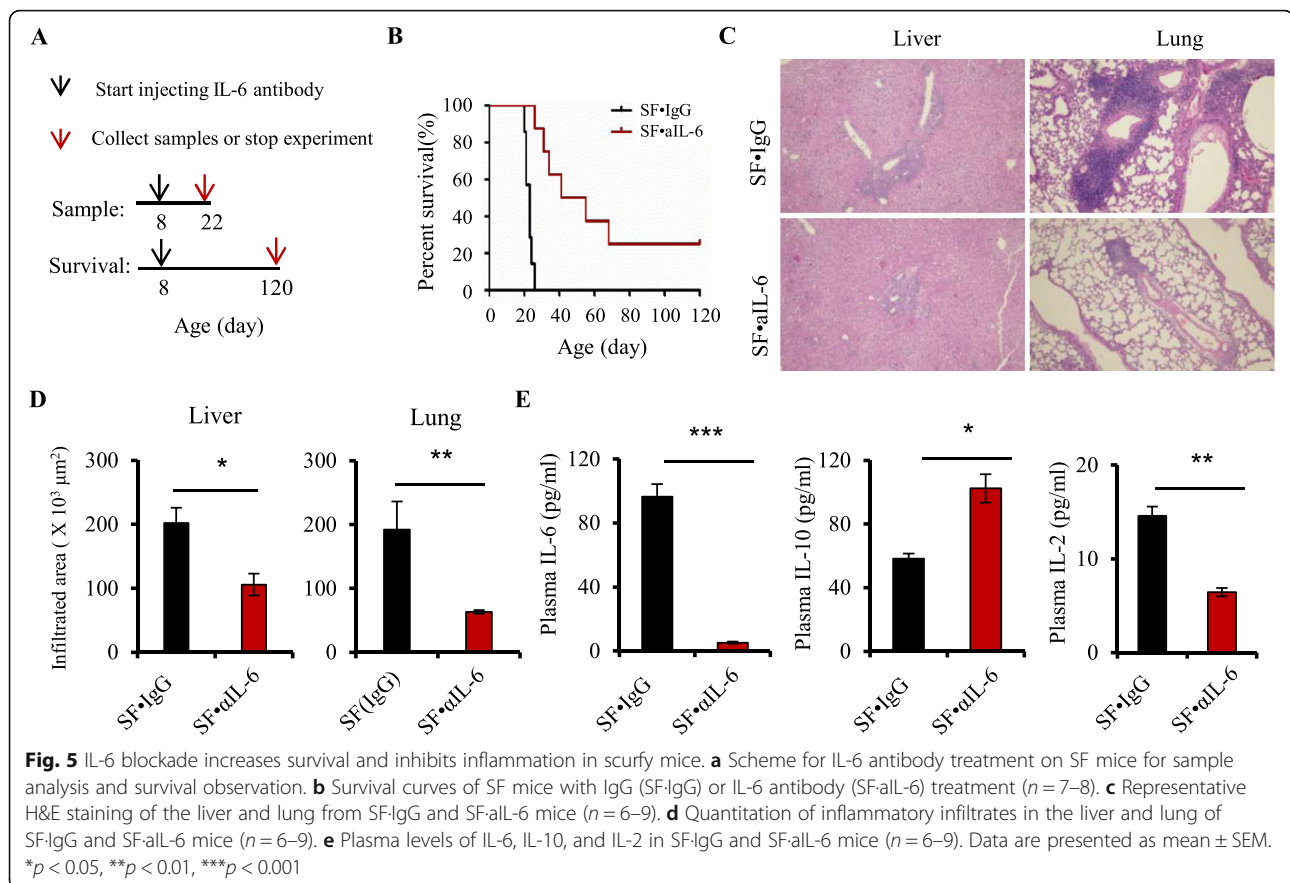 A
Start injecting IL-6 antibody
Collect samples or stop experiment
Sample:
8 22
Survival:
8 120
Age (day)
B
Percent survival(%)
100
80
60
40
20
0
0 20 40 60 80 100 120
Age (day)
SF•IgG
SF•aIL-6
C
Liver Lung
SF•IgG
SF•aIL-6
D
Liver
Infiltrated area ( X 10³ μm²)
300
200
100
0
*
SF•IgG
SF•αIL-6
Lung
300
200
100
0
**
SF(IgG)
SF•αIL-6
E
Plasma IL-6 (pg/ml)
120
80
40
0
***
SF•IgG
SF•αIL-6
Plasma IL-10 (pg/ml)
120
80
40
0
*
SF•IgG
SF•αIL-6
Plasma IL-2 (pg/ml)
20
10
0
**
SF•IgG
SF•αIL-6
Fig. 5 IL-6 blockade increases survival and inhibits inflammation in scurfy mice. a Scheme for IL-6 antibody treatment on SF mice for sample
analysis and survival observation. b Survival curves of SF mice with IgG (SF·IgG) or IL-6 antibody (SF·aIL-6) treatment (n = 7–8). c Representative
H&E staining of the liver and lung from SF·IgG and SF·aIL-6 mice (n = 6–9). d Quantitation of inflammatory infiltrates in the liver and lung of
SF·IgG and SF·aIL-6 mice (n = 6–9). e Plasma levels of IL-6, IL-10, and IL-2 in SF·IgG and SF·aIL-6 mice (n = 6–9). Data are presented as mean ± SEM.
*p < 0.05, **p < 0.01, ***p < 0.001